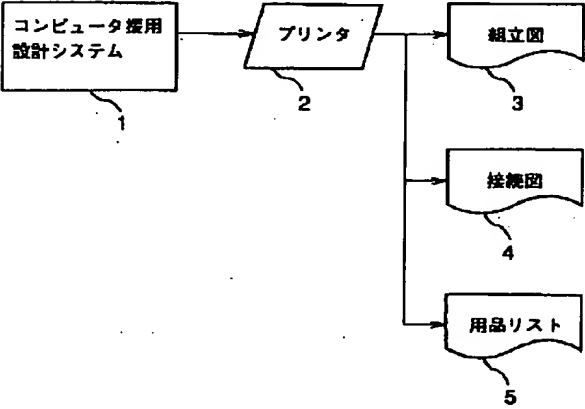 コンピュータ援用
設計システム
1
プリンタ
2
組立図
3
接続図
4
用品リスト
5